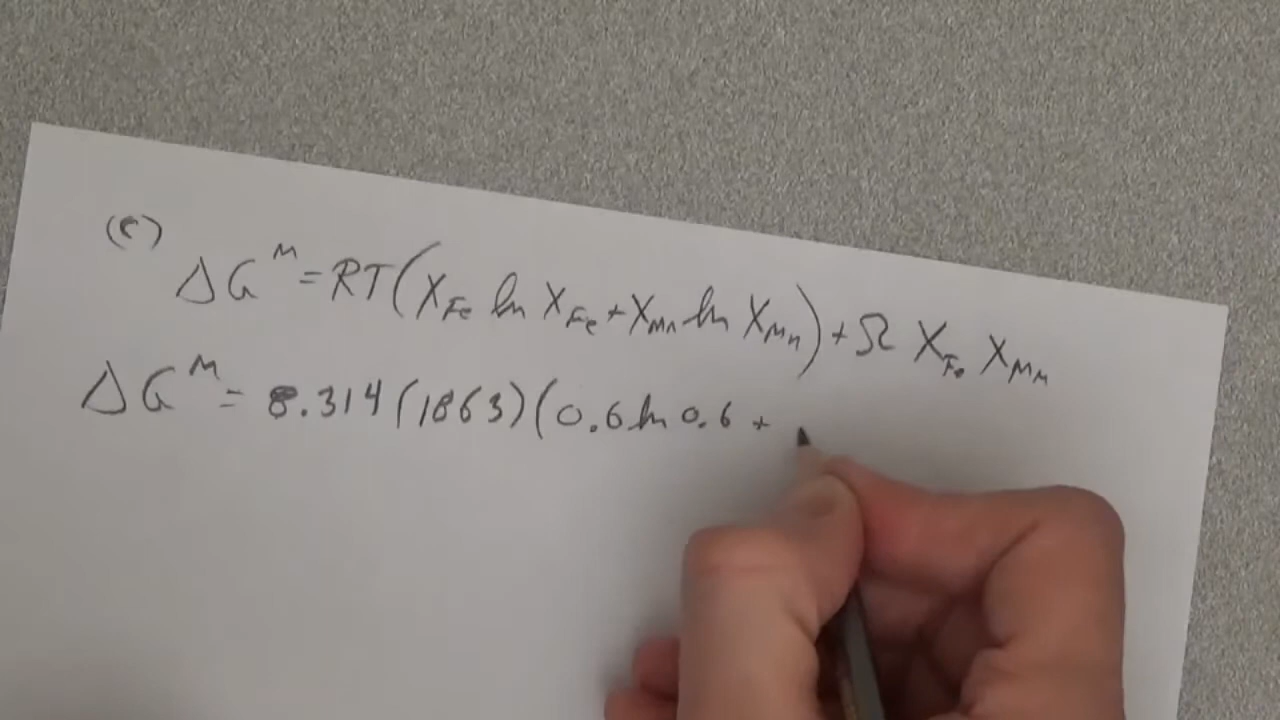 (c)
ΔG^M = RT(X_Fe ln X_Fe + X_Mn ln X_Mn) + Ω X_Fe X_Mn
ΔG^M = 8.314(1863)(0.6 ln 0.6 +